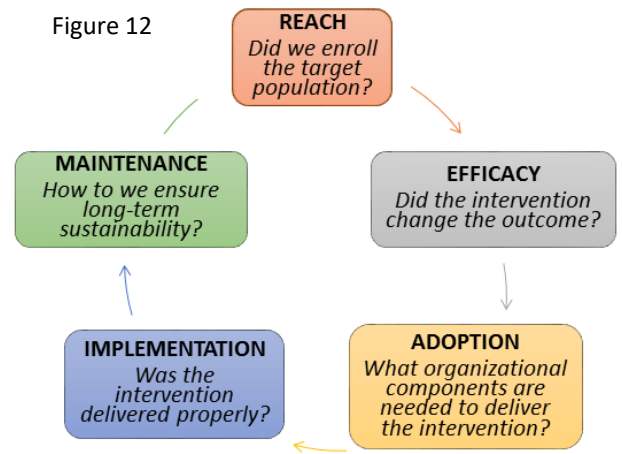 Figure 12
REACH
Did we enroll
the target
population?
EFFICACY
Did the intervention
change the outcome?
ADOPTION
What organizational
components are
needed to deliver
the intervention?
IMPLEMENTATION
Was the
intervention
delivered properly?
MAINTENANCE
How to we ensure
long-term
sustainability?